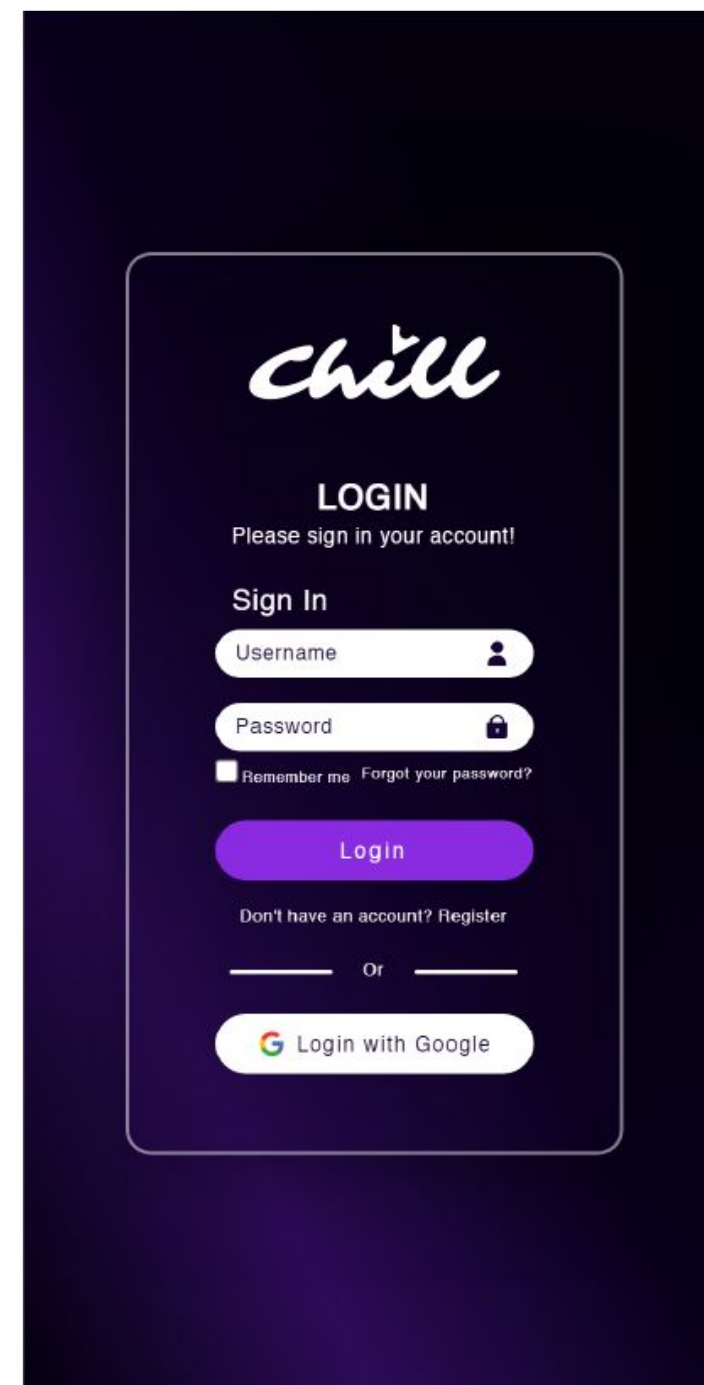 chill
LOGIN
Please sign in your account!
Sign In
Username
Password
Remember me Forgot your password?
Login
Don't have an account? Register
Or
Login with Google